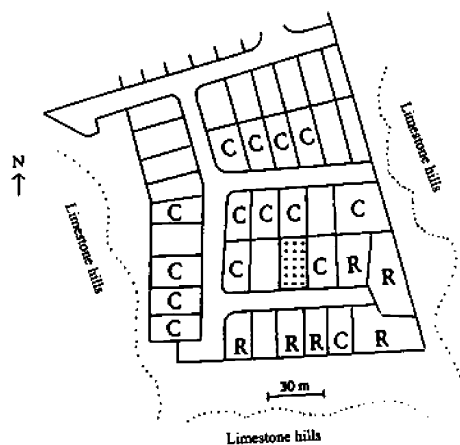 Limestone hills
N
C C C C
Limestone hills
C C C C C
C C C R
R
C
C
R R R C R
30 m
Limestone hills